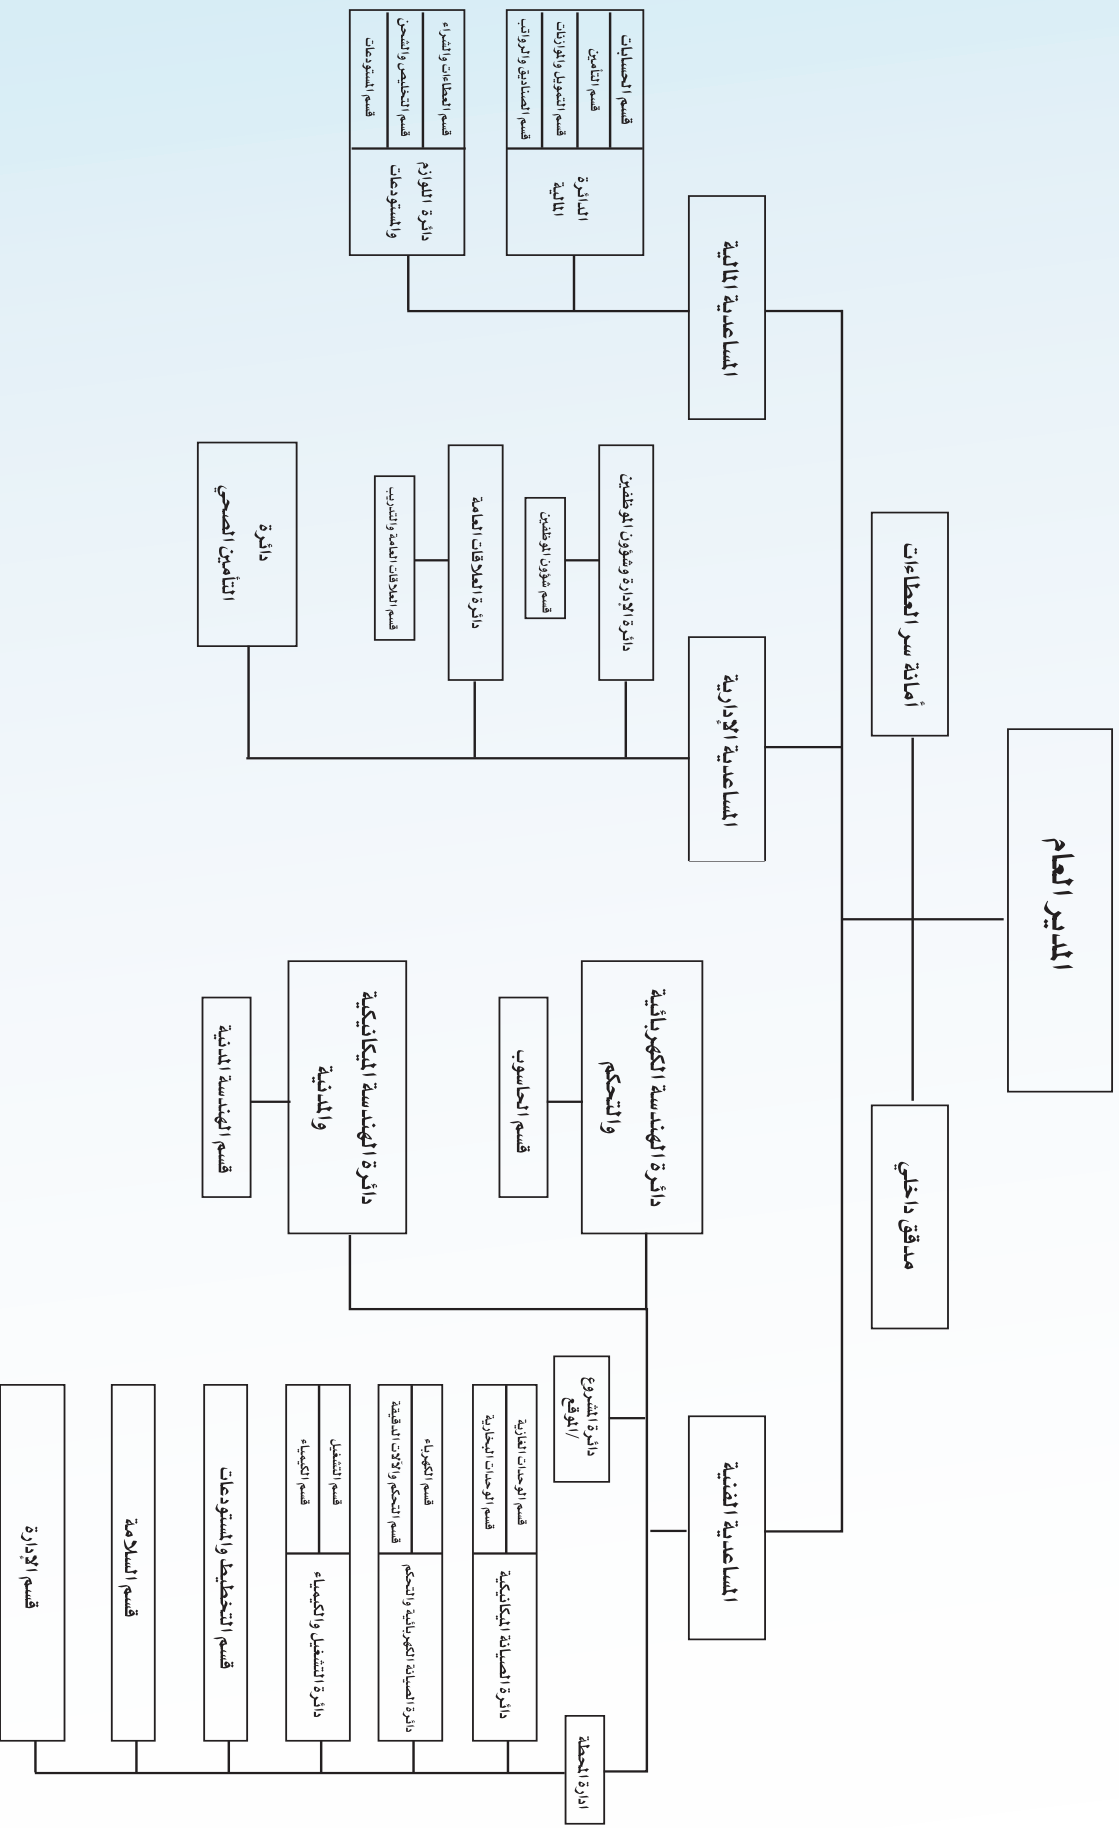 المدير العام
أمانة سر العطاءات
مدقق داخلي
المساعدية المالية
المساعدية الإدارية
المساعدية الفنية
الدائرة
المالية
قسم الحسابات
قسم التأمين
قسم التمويل والموازنات
قسم الصناديق والرواتب
دائرة اللوازم
والمستودعات
قسم العطاءات والشراء
قسم التخليص والشحن
قسم المستودعات
دائرة الإدارة وشؤون الموظفين
قسم شؤون الموظفين
دائرة العلاقات العامة
قسم العلاقات العامة والتدريب
دائرة
التأمين الصحي
دائرة الهندسة الكهربائية
والتحكم
قسم الحاسوب
دائرة الهندسة الميكانيكية
والمدنية
قسم الهندسة المدنية
دائرة المشروع
/الموقع
ادارة المحطة
دائرة الصيانة الميكانيكية
قسم الوحدات الغازية
قسم الوحدات البخارية
دائرة الصيانة الكهربائية والتحكم
قسم الكهرباء
قسم التحكم والآلات الدقيقة
دائرة التشغيل والكيمياء
قسم التشغيل
قسم الكيمياء
قسم التخطيط والمستودعات
قسم السلامة
قسم الإدارة